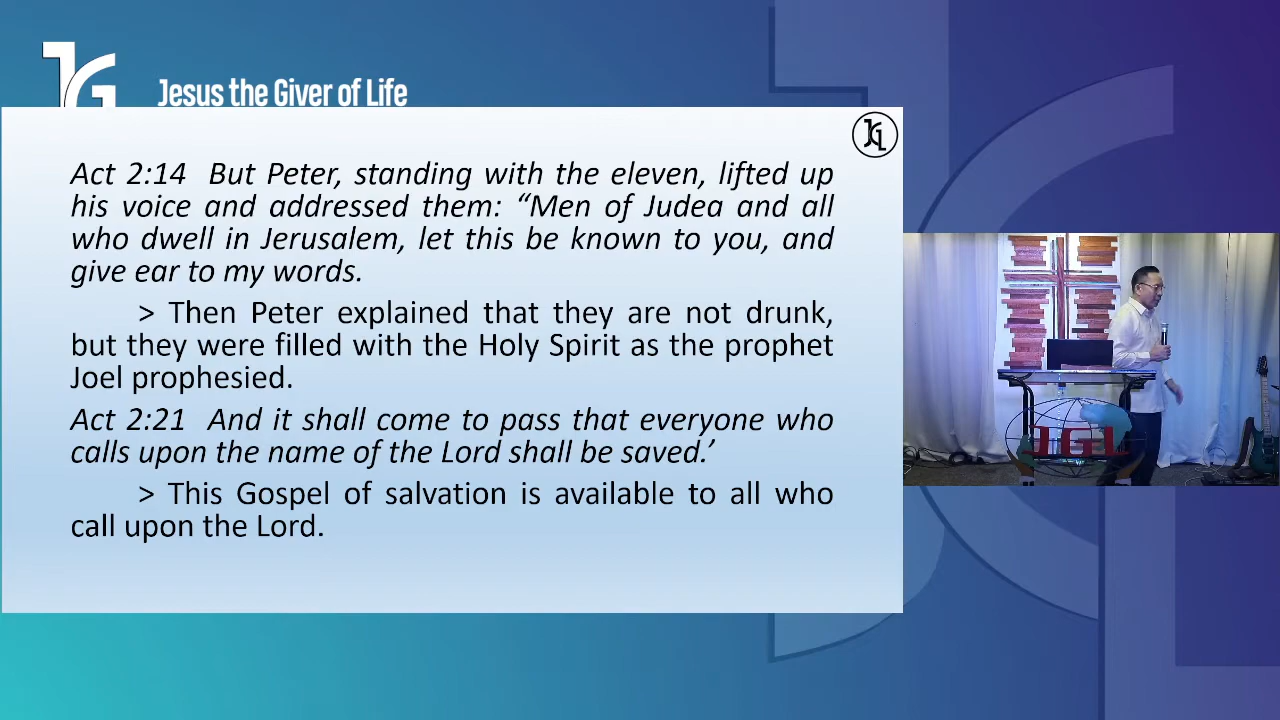 JG
Jesus the Giver of Life
JGL
Act 2:14  But Peter, standing with the eleven, lifted up
his voice and addressed them: “Men of Judea and all
who dwell in Jerusalem, let this be known to you, and
give ear to my words.
> Then Peter explained that they are not drunk,
but they were filled with the Holy Spirit as the prophet
Joel prophesied.
Act 2:21  And it shall come to pass that everyone who
calls upon the name of the Lord shall be saved.’
> This Gospel of salvation is available to all who
call upon the Lord.
JGL